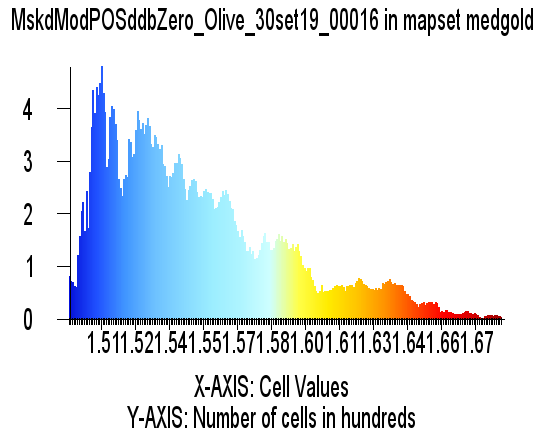 MskdModPOSddbZero_Olive_30set19_00016 in mapset medgold
4
3
2
1
0
1.51 1.52 1.54 1.55 1.57 1.58 1.60 1.61 1.63 1.64 1.66 1.67
X-AXIS: Cell Values
Y-AXIS: Number of cells in hundreds